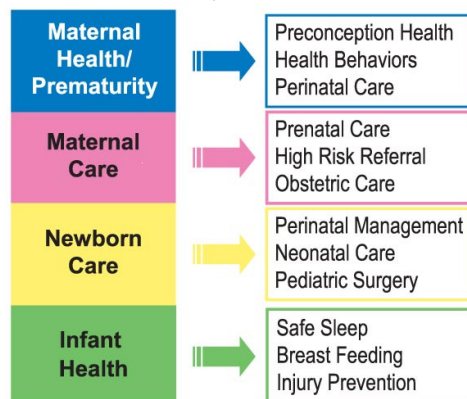 Maternal
Health/
Prematurity
Preconception Health
Health Behaviors
Perinatal Care
Maternal
Care
Prenatal Care
High Risk Referral
Obstetric Care
Newborn
Care
Perinatal Management
Neonatal Care
Pediatric Surgery
Infant
Health
Safe Sleep
Breast Feeding
Injury Prevention